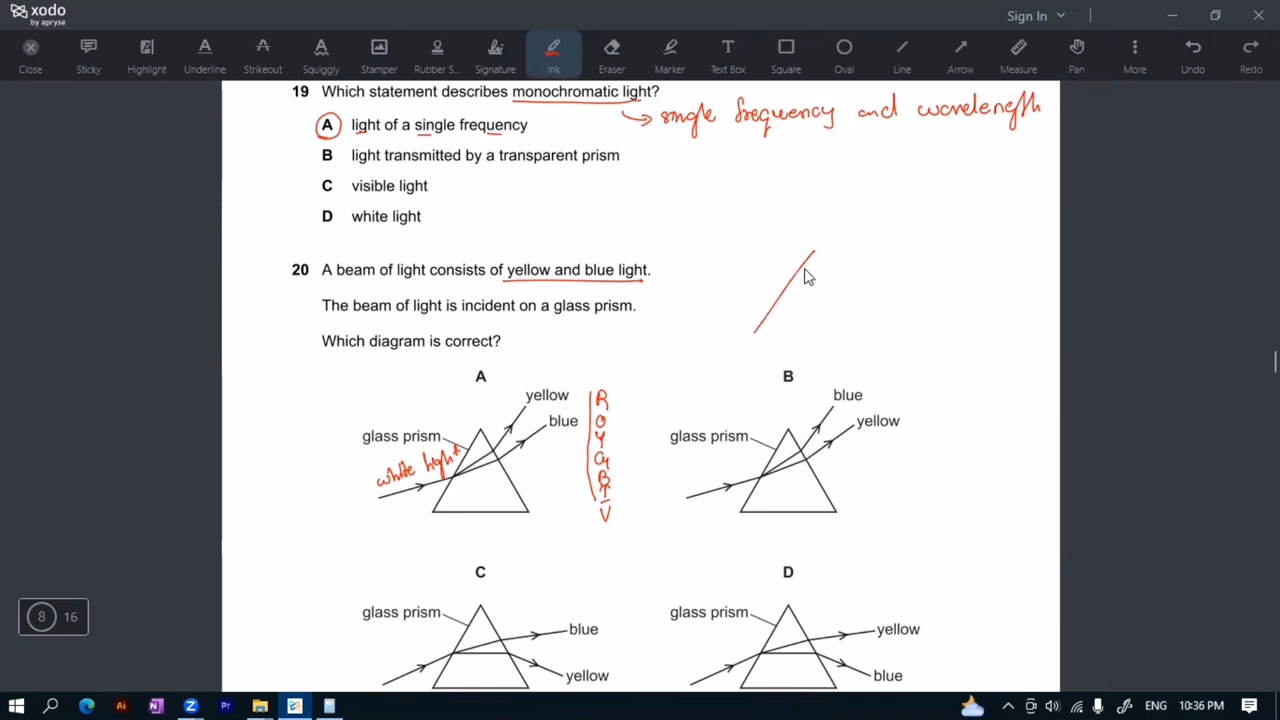 xodo
by apryse
Sign In
Close
Sticky
Highlight
Underline
Strikeout
Squiggly
Stamper
Rubber S...
Signature
Ink
Eraser
Marker
Text Box
Square
Oval
Line
Arrow
Measure
Pan
More
Undo
Redo
19 Which statement describes monochromatic light?
single frequency and wavelength
A light of a single frequency
B light transmitted by a transparent prism
C visible light
D white light
20 A beam of light consists of yellow and blue light.
The beam of light is incident on a glass prism.
Which diagram is correct?
A
yellow
blue
glass prism
white light
R
O
Y
G
B
I
V
B
blue
yellow
glass prism
C
glass prism
blue
yellow
D
glass prism
yellow
blue
8 16
Ai
N
Pr
ENG
10:36 PM